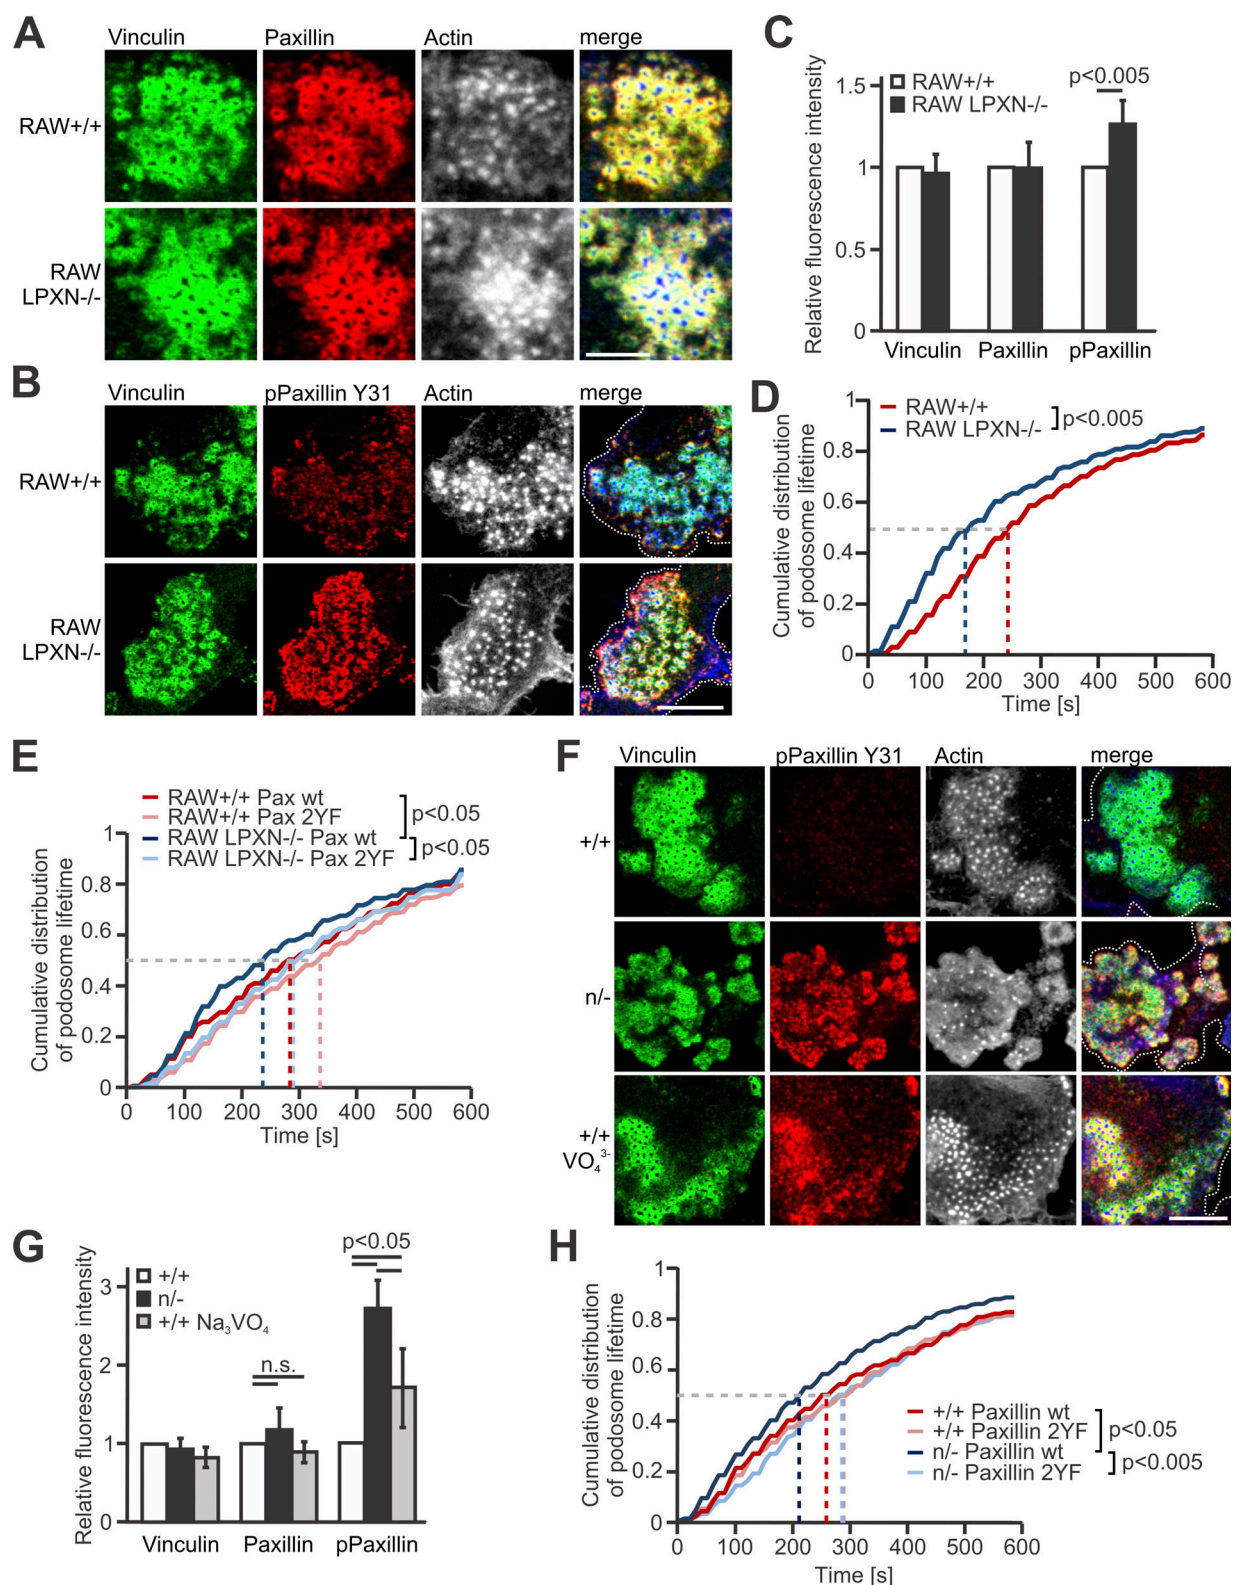 A
Vinculin Paxillin Actin merge
RAW+/+
RAW
LPXN-/-
B
Vinculin pPaxillin Y31 Actin merge
RAW+/+
RAW
LPXN-/-
C
Relative fluorescence intensity
1.5
1
0.5
0
RAW+/+
RAW LPXN-/-
p<0.005
Vinculin Paxillin pPaxillin
D
Cumulative distribution
of podosome lifetime
1
0.8
0.6
0.4
0.2
0
RAW+/+
RAW LPXN-/-
p<0.005
0 100 200 300 400 500 600
Time [s]
E
RAW+/+ Pax wt
RAW+/+ Pax 2YF
RAW LPXN-/- Pax wt
RAW LPXN-/- Pax 2YF
p<0.05
p<0.05
Cumulative distribution
of podosome lifetime
1
0.8
0.6
0.4
0.2
0
0 100 200 300 400 500 600
Time [s]
F
Vinculin pPaxillin Y31 Actin merge
+/+
n/-
+/+
VO₄³⁻
G
Relative fluorescence intensity
3
2
1
0
+/+
n/-
+/+ Na₃VO₄
n.s.
p<0.05
Vinculin Paxillin pPaxillin
H
Cumulative distribution
of podosome lifetime
1
0.8
0.6
0.4
0.2
0
+/+ Paxillin wt
+/+ Paxillin 2YF
n/- Paxillin wt
n/- Paxillin 2YF
p<0.05
p<0.005
0 100 200 300 400 500 600
Time [s]